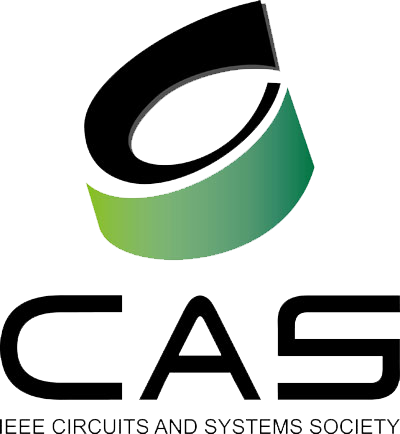 CAS
IEEE CIRCUITS AND SYSTEMS SOCIETY